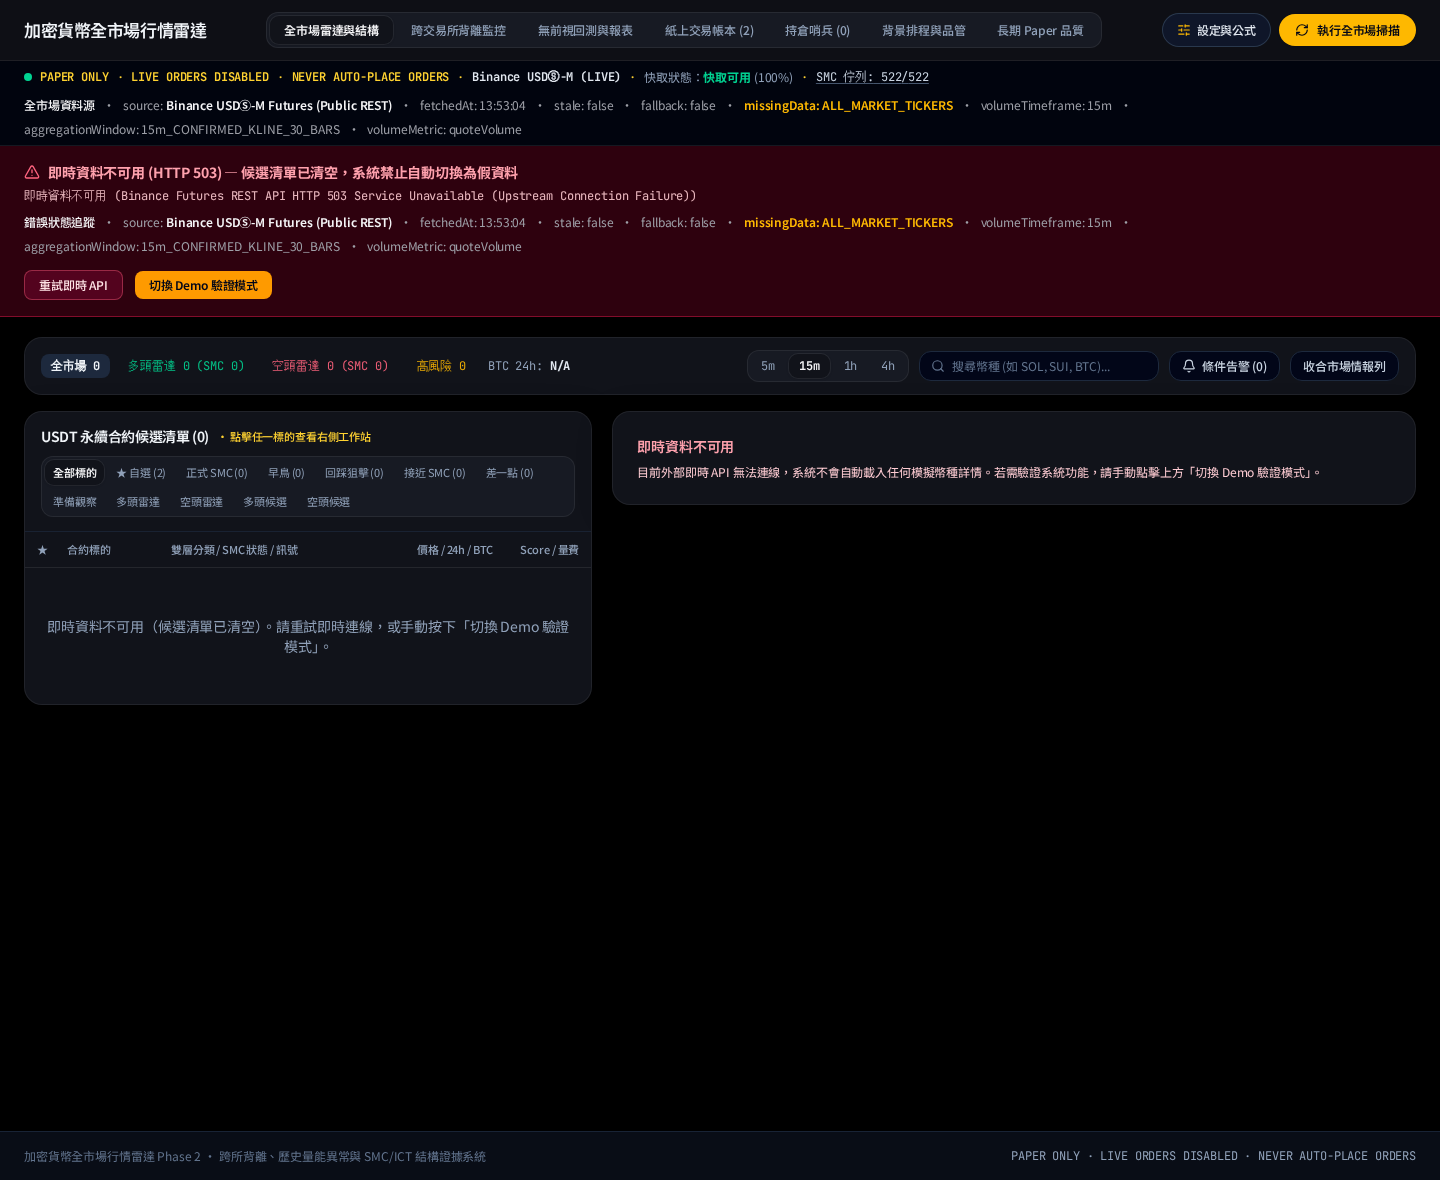 加密貨幣全市場行情雷達
全市場雷達與結構 跨交易所背離監控 無前視回測與報表 紙上交易帳本 (2) 持倉哨兵 (0) 背景排程與品管 長期 Paper 品質
設定與公式 執行全市場掃描
PAPER ONLY · LIVE ORDERS DISABLED · NEVER AUTO-PLACE ORDERS · Binance USDⓈ-M (LIVE) · 快取狀態：快取可用 (100%) · SMC 佇列: 522/522
全市場資料源 • source: Binance USDⓈ-M Futures (Public REST) • fetchedAt: 13:53:04 • stale: false • fallback: false • missingData: ALL_MARKET_TICKERS • volumeTimeframe: 15m •
aggregationWindow: 15m_CONFIRMED_KLINE_30_BARS • volumeMetric: quoteVolume
即時資料不可用 (HTTP 503) — 候選清單已清空，系統禁止自動切換為假資料
即時資料不可用 (Binance Futures REST API HTTP 503 Service Unavailable (Upstream Connection Failure))
錯誤狀態追蹤 • source: Binance USDⓈ-M Futures (Public REST) • fetchedAt: 13:53:04 • stale: false • fallback: false • missingData: ALL_MARKET_TICKERS • volumeTimeframe: 15m •
aggregationWindow: 15m_CONFIRMED_KLINE_30_BARS • volumeMetric: quoteVolume
重試即時 API 切換 Demo 驗證模式
全市場 0 多頭雷達 0 (SMC 0) 空頭雷達 0 (SMC 0) 高風險 0 BTC 24h: N/A
5m 15m 1h 4h 搜尋幣種 (如 SOL, SUI, BTC)... 條件告警 (0) 收合市場情報列
USDT 永續合約候選清單 (0) • 點擊任一標的查看右側工作站
全部標的 ★ 自選 (2) 正式 SMC (0) 早鳥 (0) 回踩狙擊 (0) 接近 SMC (0) 差一點 (0)
準備觀察 多頭雷達 空頭雷達 多頭候選 空頭候選
★ 合約標的 雙層分類 / SMC 狀態 / 訊號 價格 / 24h / BTC Score / 量費
即時資料不可用（候選清單已清空）。請重試即時連線，或手動按下「切換 Demo 驗證
模式」。
即時資料不可用
目前外部即時 API 無法連線，系統不會自動載入任何模擬幣種詳情。若需驗證系統功能，請手動點擊上方「切換 Demo 驗證模式」。
加密貨幣全市場行情雷達 Phase 2 • 跨所背離、歷史量能異常與 SMC/ICT 結構證據系統
PAPER ONLY · LIVE ORDERS DISABLED · NEVER AUTO-PLACE ORDERS